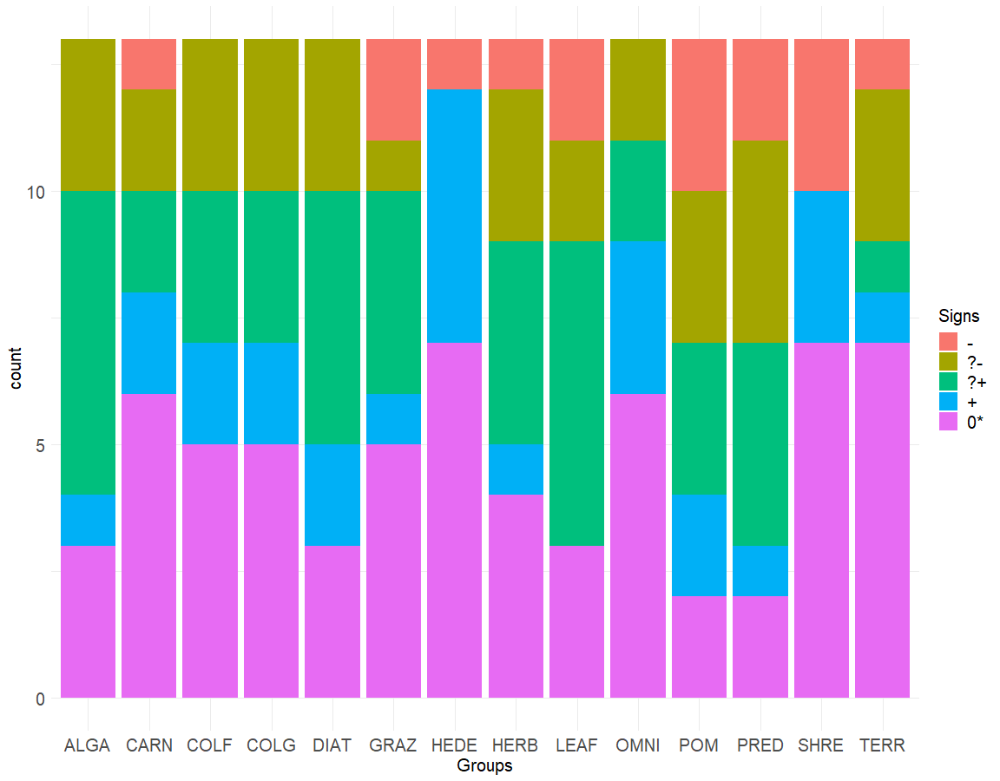 10
5
0
count
ALGA CARN COLF COLG DIAT GRAZ HEDE HERB LEAF OMNI POM PRED SHRE TERR
Groups
Signs
-
?-
?+
+
0*